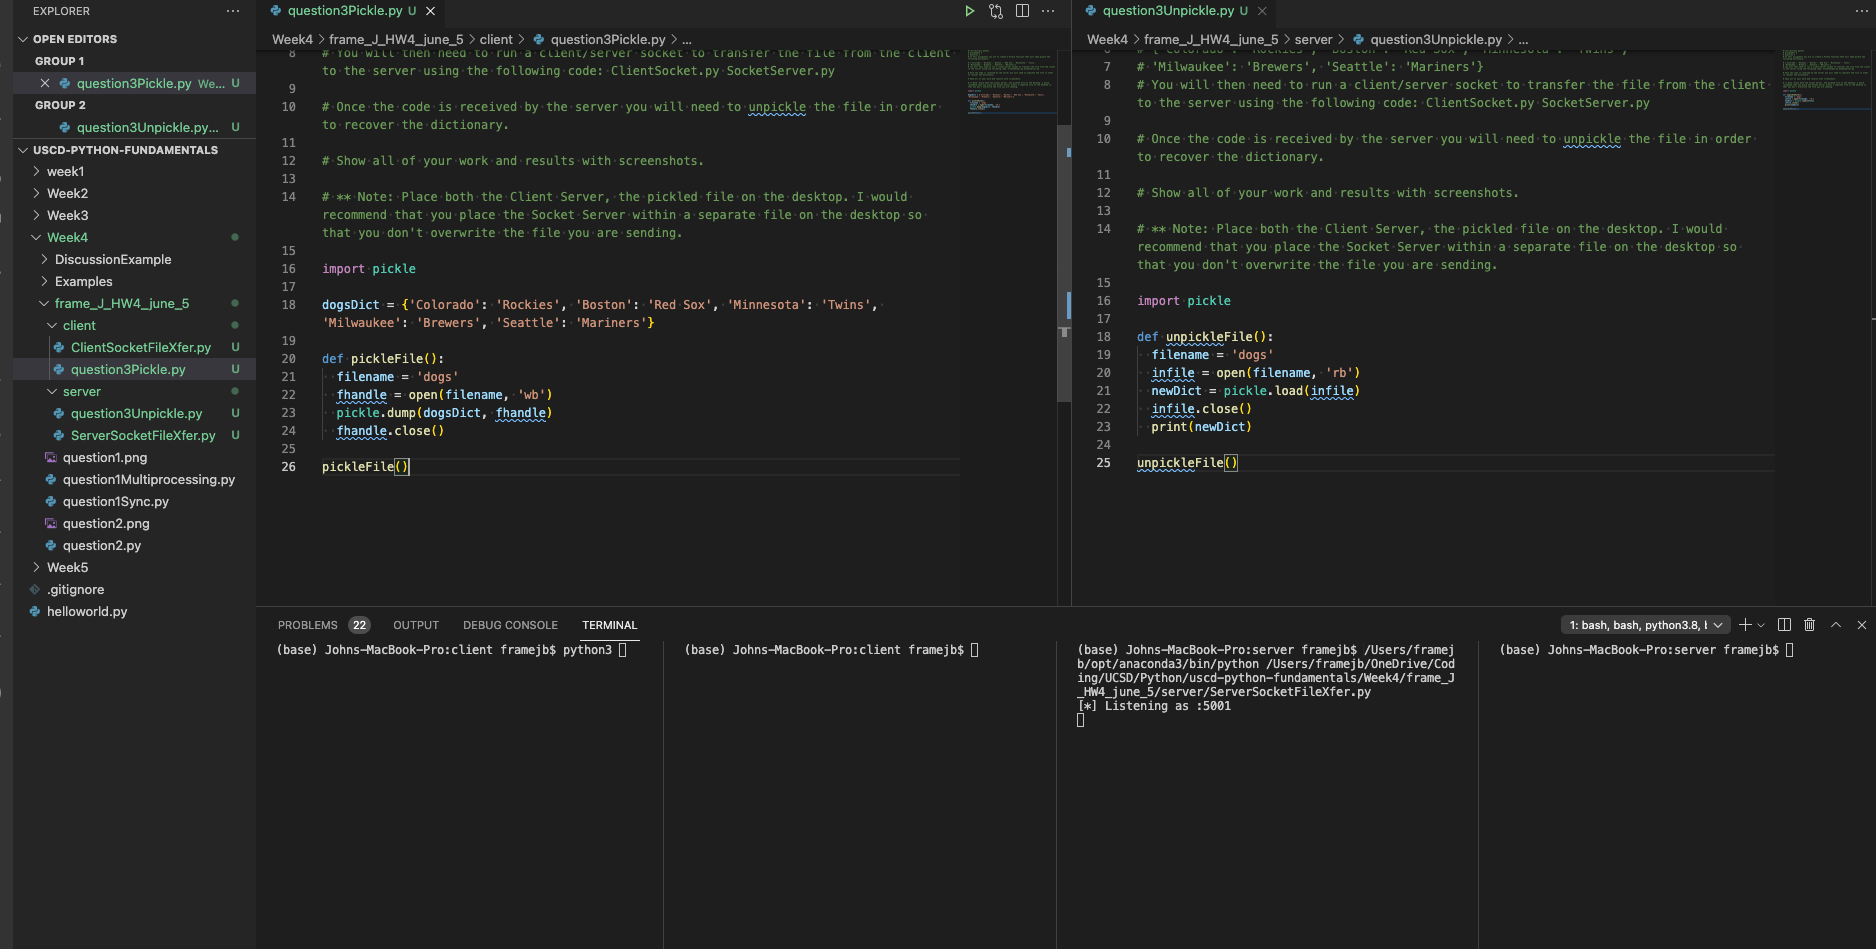 EXPLORER
···
OPEN EDITORS
GROUP 1
question3Pickle.py We... U
GROUP 2
question3Unpickle.py... U
USCD-PYTHON-FUNDAMENTALS
week1
Week2
Week3
Week4
DiscussionExample
Examples
frame_J_HW4_june_5
client
ClientSocketFileXfer.py U
question3Pickle.py U
server
question3Unpickle.py U
ServerSocketFileXfer.py U
question1.png
question1Multiprocessing.py
question1Sync.py
question2.png
question2.py
Week5
.gitignore
helloworld.py
question3Pickle.py U
Week4 > frame_J_HW4_june_5 > client > question3Pickle.py > ...
8 # You will then need to run a client/server socket to transfer the file from the client
to the server using the following code: ClientSocket.py SocketServer.py
9
10 # Once the code is received by the server you will need to unpickle the file in order
to recover the dictionary.
11
12 # Show all of your work and results with screenshots.
13
14 # ** Note: Place both the Client Server, the pickled file on the desktop. I would
recommend that you place the Socket Server within a separate file on the desktop so
that you don't overwrite the file you are sending.
15
16 import pickle
17
18 dogsDict = {'Colorado': 'Rockies', 'Boston': 'Red Sox', 'Minnesota': 'Twins',
'Milwaukee': 'Brewers', 'Seattle': 'Mariners'}
19
20 def pickleFile():
21 filename = 'dogs'
22 fhandle = open(filename, 'wb')
23 pickle.dump(dogsDict, fhandle)
24 fhandle.close()
25
26 pickleFile()
question3Unpickle.py U
Week4 > frame_J_HW4_june_5 > server > question3Unpickle.py > ...
6 # {'Colorado': 'Rockies', 'Boston': 'Red Sox', 'Minnesota': 'Twins',
7 # 'Milwaukee': 'Brewers', 'Seattle': 'Mariners'}
8 # You will then need to run a client/server socket to transfer the file from the client
to the server using the following code: ClientSocket.py SocketServer.py
9
10 # Once the code is received by the server you will need to unpickle the file in order
to recover the dictionary.
11
12 # Show all of your work and results with screenshots.
13
14 # ** Note: Place both the Client Server, the pickled file on the desktop. I would
recommend that you place the Socket Server within a separate file on the desktop so
that you don't overwrite the file you are sending.
15
16 import pickle
17
18 def unpickleFile():
19 filename = 'dogs'
20 infile = open(filename, 'rb')
21 newDict = pickle.load(infile)
22 infile.close()
23 print(newDict)
24
25 unpickleFile()
PROBLEMS 22 OUTPUT DEBUG CONSOLE TERMINAL
1: bash, bash, python3.8, l
(base) Johns-MacBook-Pro:client framejb$ python3
(base) Johns-MacBook-Pro:client framejb$
(base) Johns-MacBook-Pro:server framejb$ /Users/framej
b/opt/anaconda3/bin/python /Users/framejb/OneDrive/Cod
ing/UCSD/Python/uscd-python-fundamentals/Week4/frame_J
_HW4_june_5/server/ServerSocketFileXfer.py
[*] Listening as :5001
(base) Johns-MacBook-Pro:server framejb$